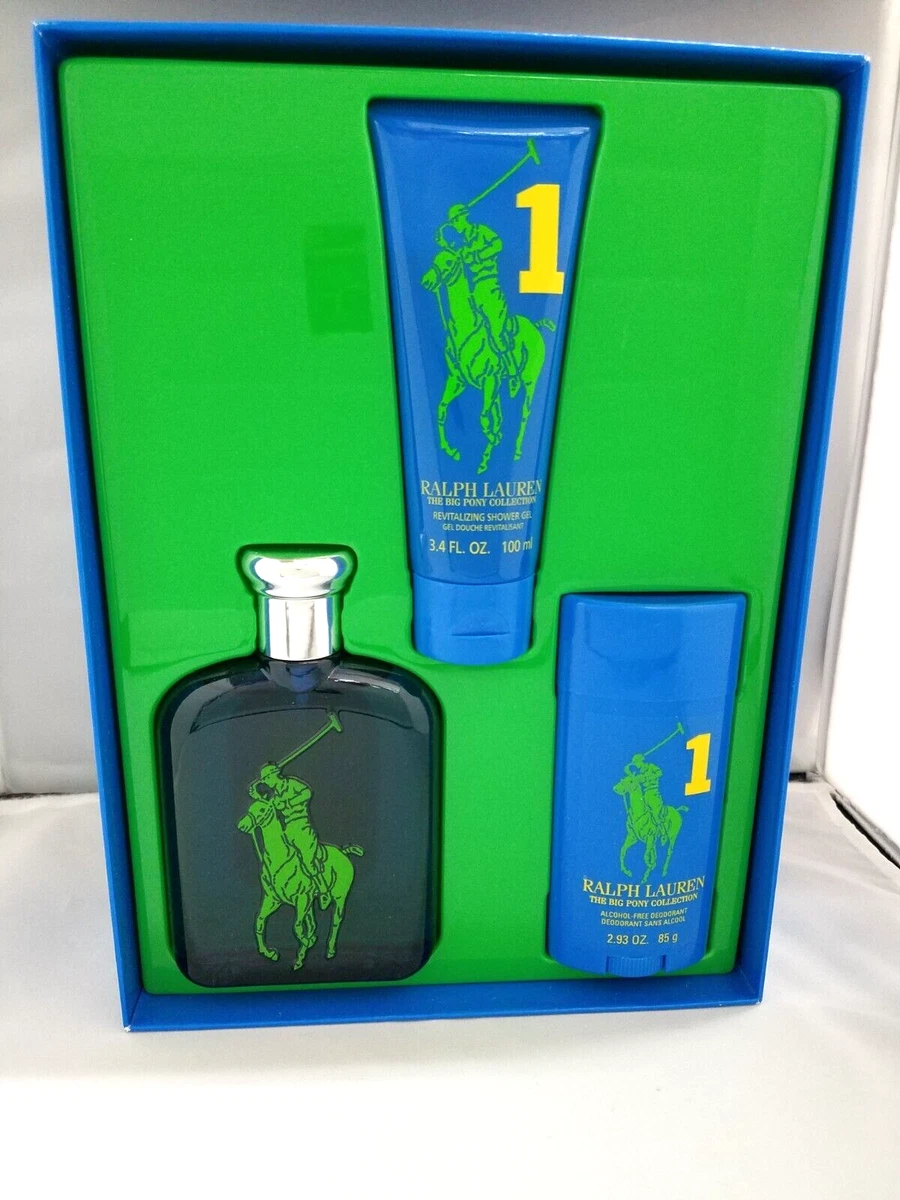 1
RALPH LAUREN
THE BIG PONY COLLECTION
REVITALIZING SHOWER GEL
GEL DOUCHE REVITALISANT
3.4 FL. OZ. 100 ml
1
RALPH LAUREN
THE BIG PONY COLLECTION
ALCOHOL-FREE DEODORANT
DEODORANT SANS ALCOOL
2.93 OZ. 85 g